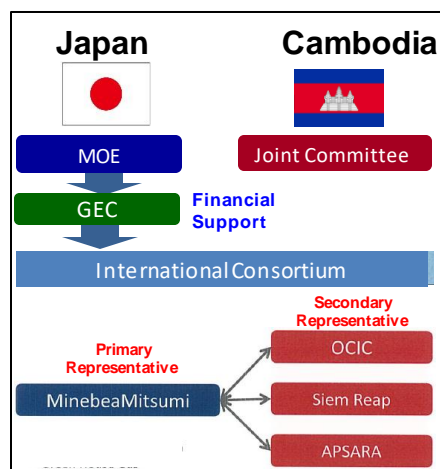 Japan
Cambodia
MOE
Joint Committee
GEC
Financial
Support
International Consortium
Secondary
Representative
Primary
Representative
OCIC
MinebeaMitsumi
Siem Reap
APSARA